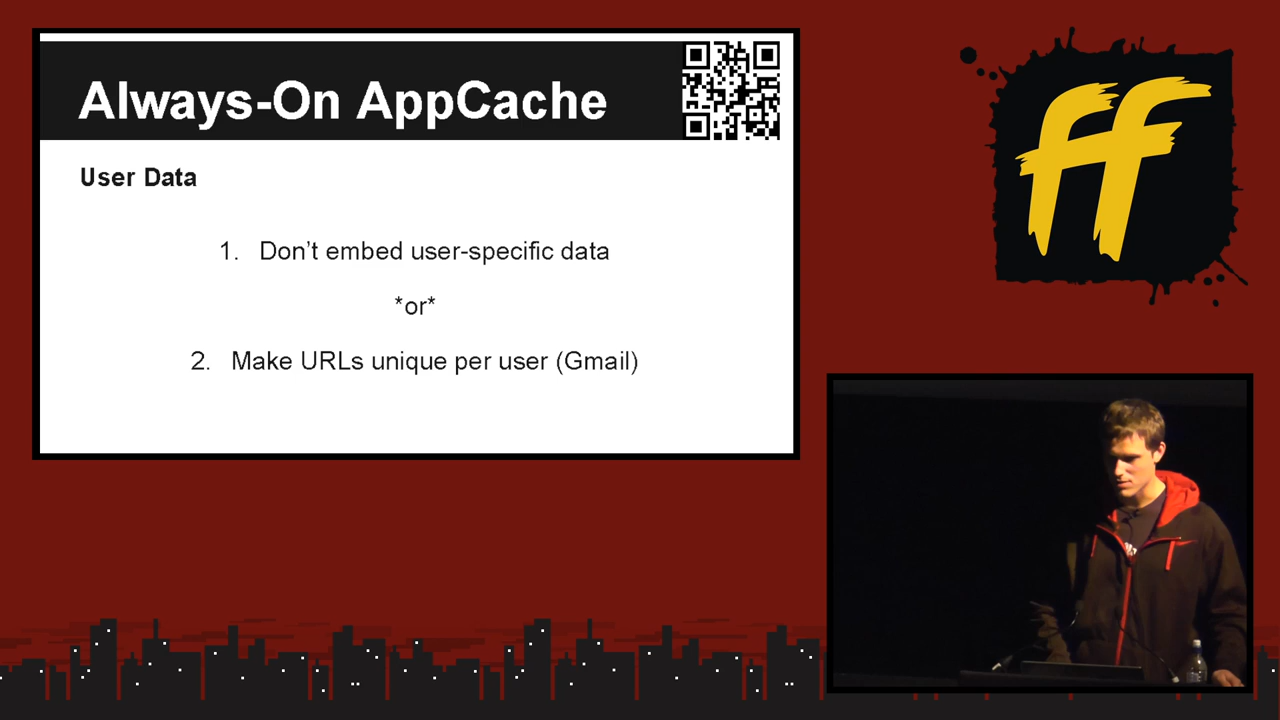 Always-On AppCache
User Data
1. Don't embed user-specific data
*or*
2. Make URLs unique per user (Gmail)
ff